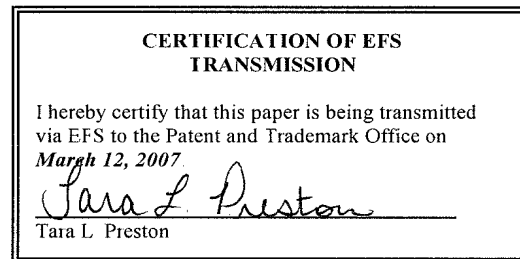 CERTIFICATION OF EFS
TRANSMISSION
I hereby certify that this paper is being transmitted
via EFS to the Patent and Trademark Office on
March 12, 2007
Tara L. Preston
Tara L Preston